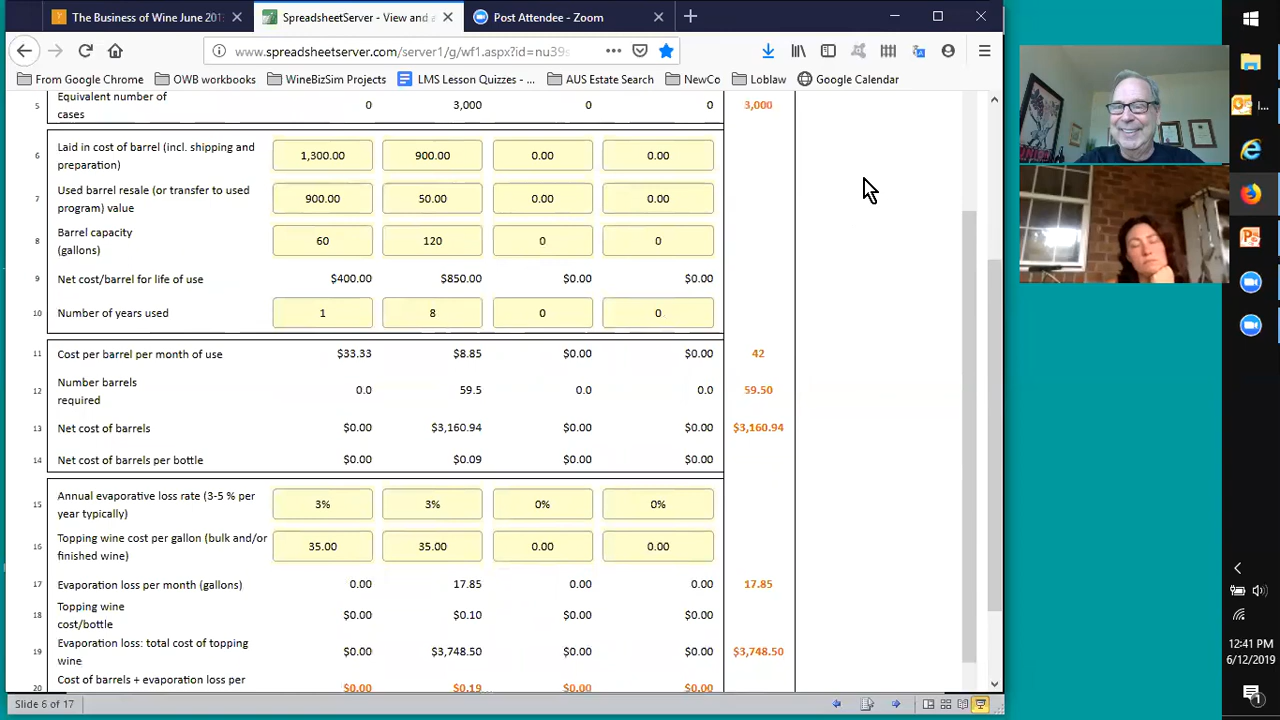 The Business of Wine June 201
SpreadsheetServer - View and a
Post Attendee - Zoom
www.spreadsheetserver.com/server1/g/wf1.aspx?id=nu39s
From Google Chrome
OWB workbooks
WineBizSim Projects
LMS Lesson Quizzes - ...
AUS Estate Search
NewCo
Loblaw
Google Calendar
5 Equivalent number of cases 0 3,000 0 0 3,000
6 Laid in cost of barrel (incl. shipping and preparation) 1,300.00 900.00 0.00 0.00
7 Used barrel resale (or transfer to used program) value 900.00 50.00 0.00 0.00
8 Barrel capacity (gallons) 60 120 0 0
9 Net cost/barrel for life of use $400.00 $850.00 $0.00 $0.00
10 Number of years used 1 8 0 0
11 Cost per barrel per month of use $33.33 $8.85 $0.00 $0.00 42
12 Number barrels required 0.0 59.5 0.0 0.0 59.50
13 Net cost of barrels $0.00 $3,160.94 $0.00 $0.00 $3,160.94
14 Net cost of barrels per bottle $0.00 $0.09 $0.00 $0.00
15 Annual evaporative loss rate (3-5 % per year typically) 3% 3% 0% 0%
16 Topping wine cost per gallon (bulk and/or finished wine) 35.00 35.00 0.00 0.00
17 Evaporation loss per month (gallons) 0.00 17.85 0.00 0.00 17.85
18 Topping wine cost/bottle $0.00 $0.10 $0.00 $0.00
19 Evaporation loss: total cost of topping wine $0.00 $3,748.50 $0.00 $0.00 $3,748.50
20 Cost of barrels + evaporation loss per $0.00 $0.19 $0.00 $0.00
Slide 6 of 17
12:41 PM
6/12/2019
1